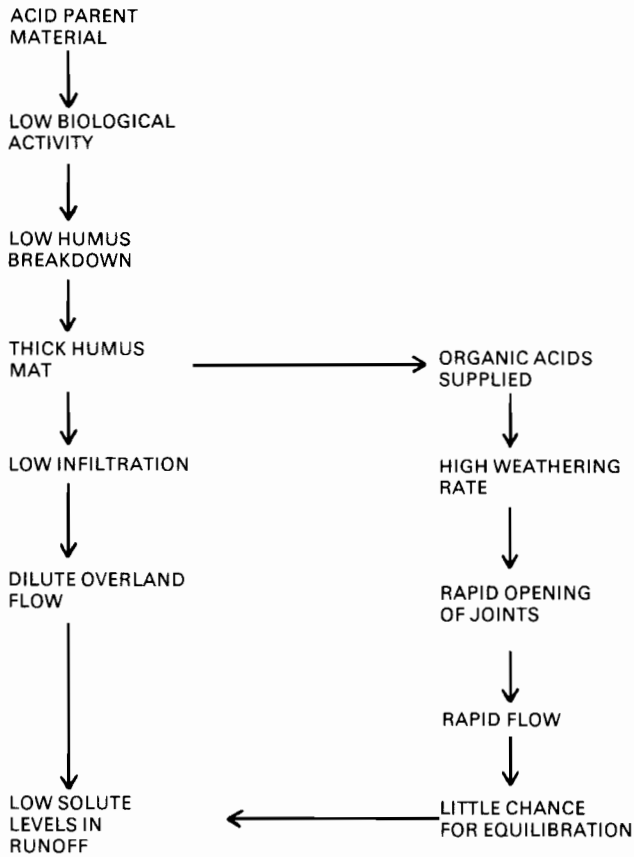 ACID PARENT
MATERIAL
LOW BIOLOGICAL
ACTIVITY
LOW HUMUS
BREAKDOWN
THICK HUMUS
MAT
LOW INFILTRATION
DILUTE OVERLAND
FLOW
LOW SOLUTE
LEVELS IN
RUNOFF
ORGANIC ACIDS
SUPPLIED
HIGH WEATHERING
RATE
RAPID OPENING
OF JOINTS
RAPID FLOW
LITTLE CHANCE
FOR EQUILIBRATION